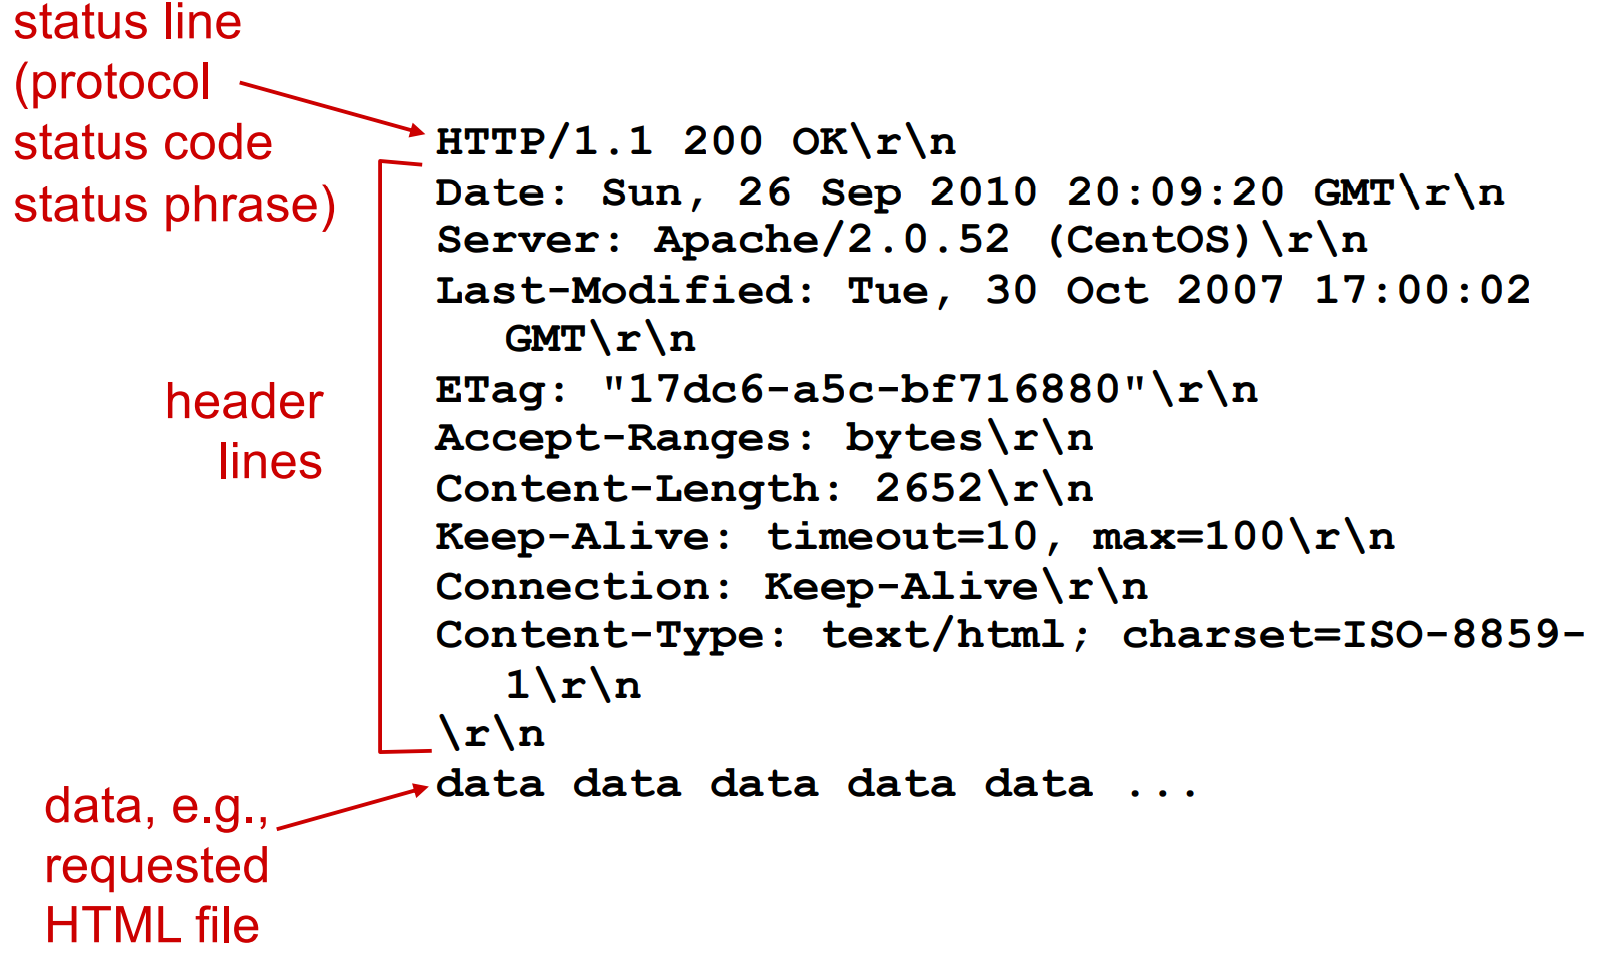 status line
(protocol
status code
status phrase)
HTTP/1.1 200 OK\r\n
Date: Sun, 26 Sep 2010 20:09:20 GMT\r\n
Server: Apache/2.0.52 (CentOS)\r\n
Last-Modified: Tue, 30 Oct 2007 17:00:02
GMT\r\n
ETag: "17dc6-a5c-bf716880"\r\n
Accept-Ranges: bytes\r\n
Content-Length: 2652\r\n
Keep-Alive: timeout=10, max=100\r\n
Connection: Keep-Alive\r\n
Content-Type: text/html; charset=ISO-8859-
1\r\n
\r\n
header
lines
data data data data data ...
data, e.g.,
requested
HTML file